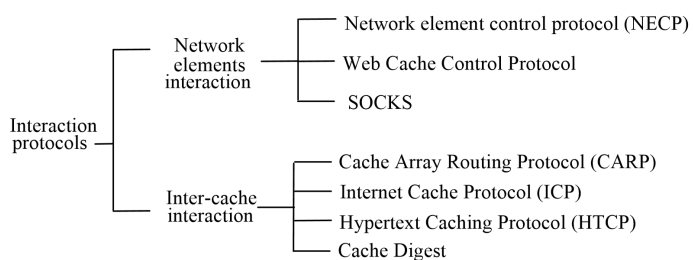 Interaction
protocols
Network
elements
interaction
Network element control protocol (NECP)
Web Cache Control Protocol
SOCKS
Inter-cache
interaction
Cache Array Routing Protocol (CARP)
Internet Cache Protocol (ICP)
Hypertext Caching Protocol (HTCP)
Cache Digest